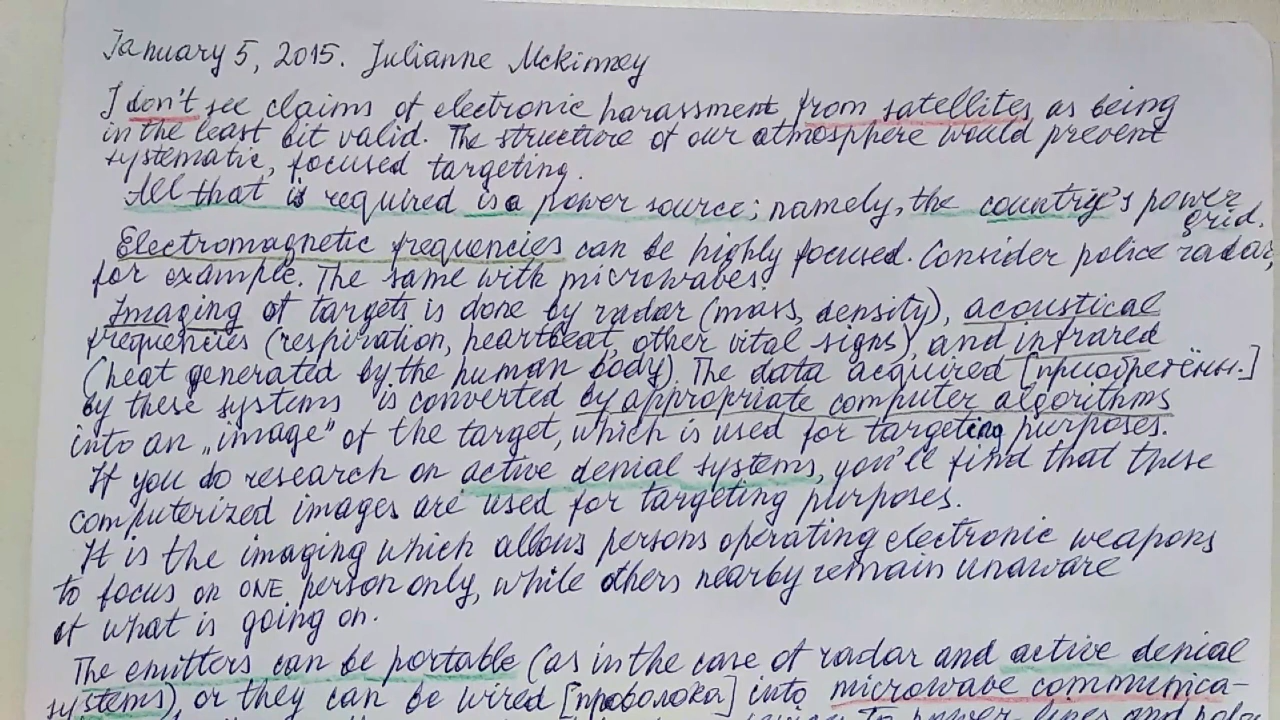 January 5, 2015. Julianne Mckinney
I don't see claims of electronic harassment from satellites as being
in the least bit valid. The structure of our atmosphere would prevent
systematic, focused targeting.
All that is required is a power source; namely, the country's power
grid.
Electromagnetic frequencies can be highly focused. Consider police radar,
for example. The same with microwaves.
Imaging of targets is done by radar (mass, density), acoustical
frequencies (respiration, heartbeat, other vital signs), and infrared
(heat generated by the human body). The data acquired [приобретённ.]
by these systems is converted by appropriate computer algorithms
into an „image" of the target, which is used for targeting purposes.
If you do research on active denial systems, you'll find that these
computerized images are used for targeting purposes.
It is the imaging which allows persons operating electronic weapons
to focus on ONE person only, while others nearby remain unaware
of what is going on.
The emitters can be portable (as in the case of radar and active denial
systems), or they can be wired [проволока] into microwave communica-
to power-lines and